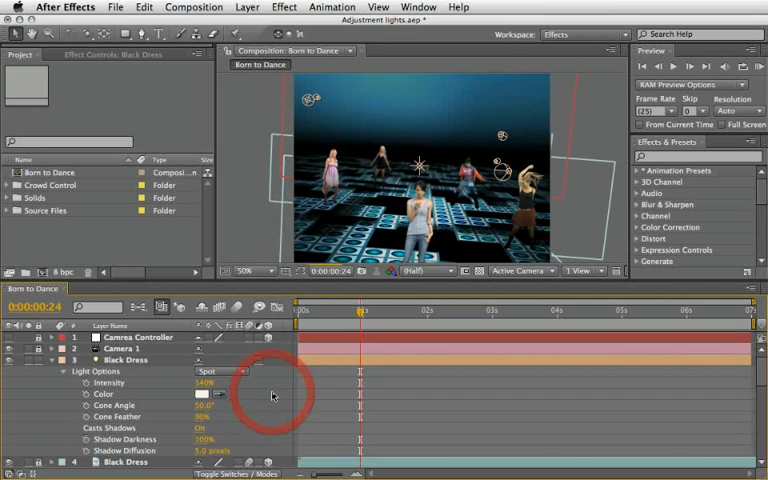 After Effects File Edit Composition Layer Effect Animation View Window Help
Adjustment lights.aep *
Workspace: Effects
Search Help
Project Effect Controls: Black Dress
Composition: Born to Dance
Born to Dance
Preview
RAM Preview Options
Frame Rate Skip Resolution
(25) 0 Auto
From Current Time Full Screen
Effects & Presets
Name Type Size
Born to Dance Composi...n
Crowd Control Folder
Solids Folder
Source Files Folder
* Animation Presets
3D Channel
Audio
Blur & Sharpen
Channel
Color Correction
Distort
Expression Controls
Generate
8 bpc
50% 0:00:00:24 (Half) Active Camera 1 View
Born to Dance
0:00:00:24
:00s 02s 03s 04s 05s 06s 07s
# Layer Name
1 Camrea Controller
2 Camera 1
3 Black Dress
Light Options Spot
Intensity 140%
Color
Cone Angle 50.0°
Cone Feather 90%
Casts Shadows On
Shadow Darkness 100%
Shadow Diffusion 5.0 pixels
4 Black Dress
Toggle Switches / Modes